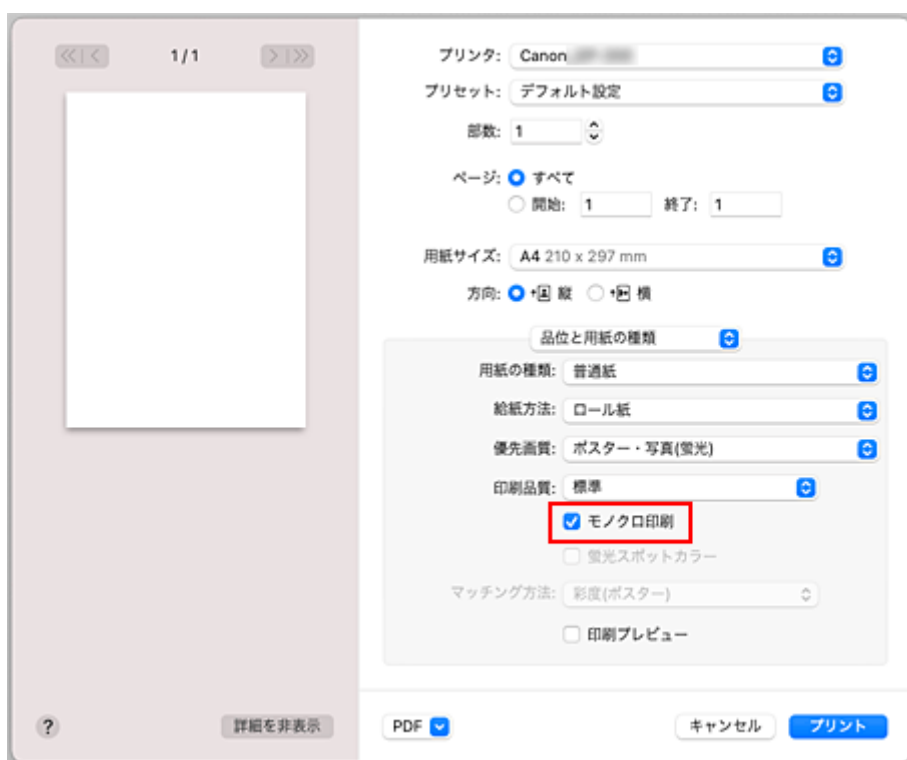 1/1
プリンタ: Canon
プリセット: デフォルト設定
部数: 1
ページ: すべて
開始: 1 終了: 1
用紙サイズ: A4 210 x 297 mm
方向: 縦 横
品位と用紙の種類
用紙の種類: 普通紙
給紙方法: ロール紙
優先画質: ポスター・写真(蛍光)
印刷品質: 標準
モノクロ印刷
蛍光スポットカラー
マッチング方法: 彩度(ポスター)
印刷プレビュー
? 詳細を非表示 PDF キャンセル プリント